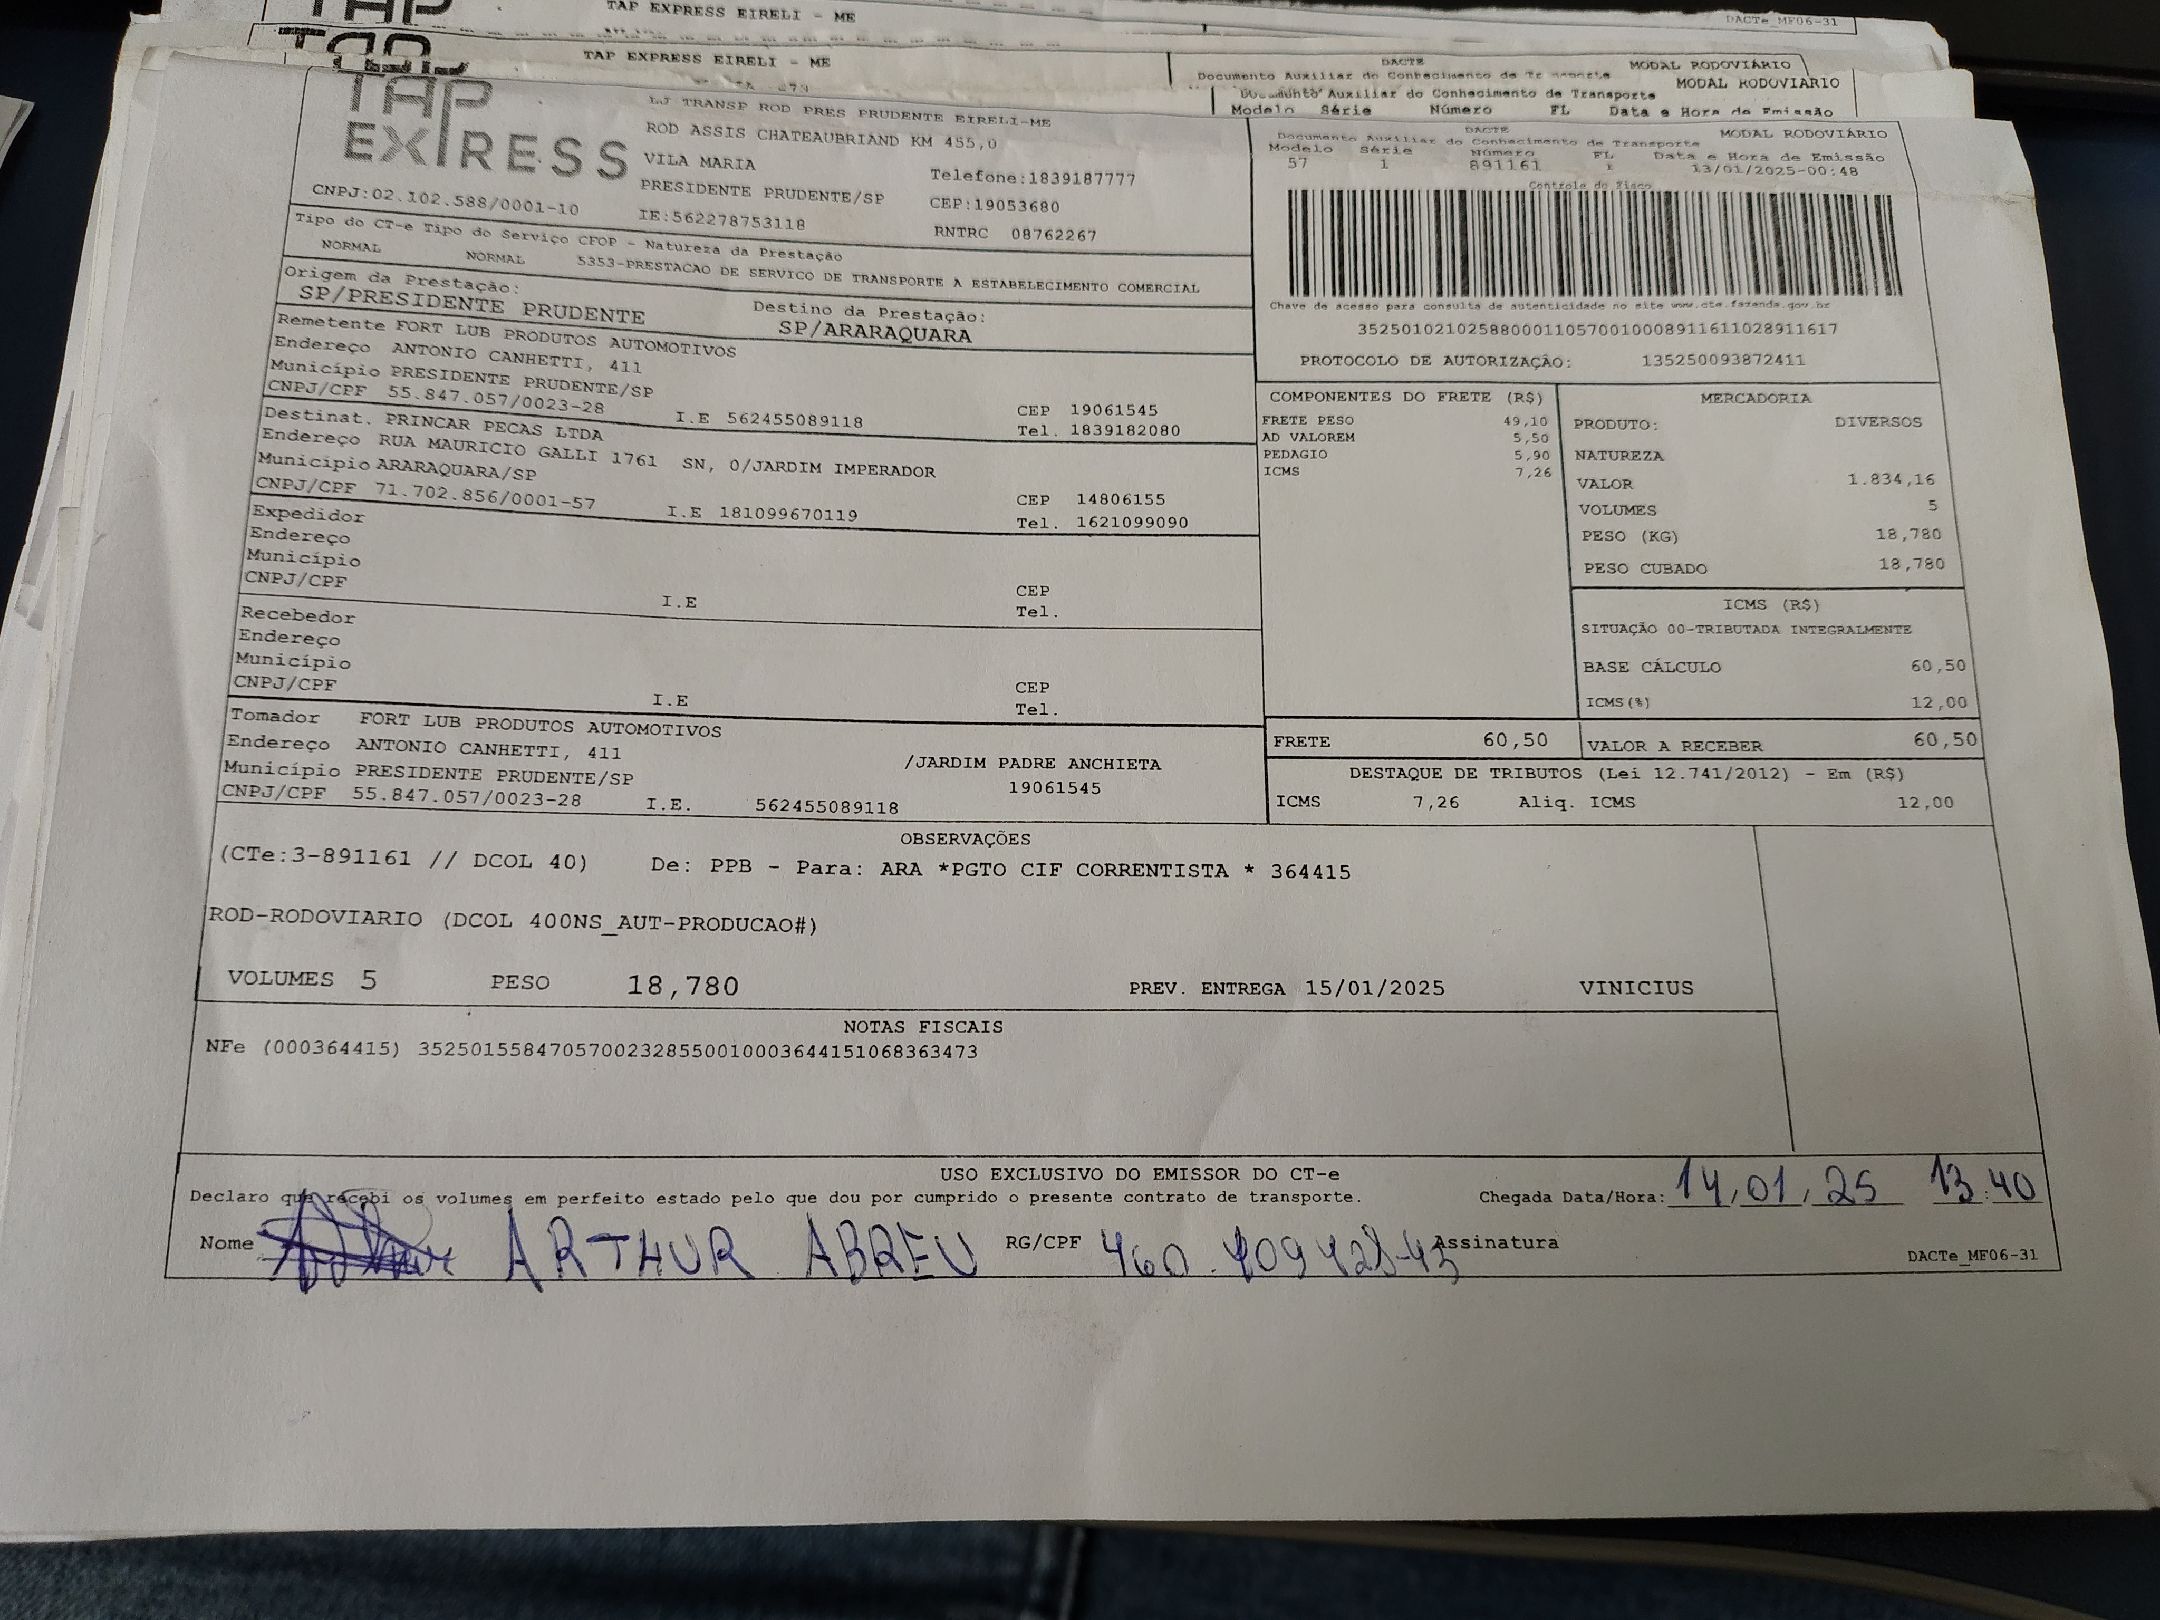 TAP
TAP EXPRESS EIRELI - ME
DACTe_MF06-31
TAP EXPRESS EIRELI - ME
DACTE
MODAL RODOVIÁRIO
Documento Auxiliar do Conhecimento de
MODAL RODOVIÁRIO
Auxiliar do Conhecimento de Transporte
Modelo Série Número FL Data e Hora de Emissão
TAP EXPRESS
LJ TRANSP ROD PRES PRUDENTE EIRELI-ME
ROD ASSIS CHATEAUBRIAND KM 455,0
VILA MARIA
Telefone:1839187777
PRESIDENTE PRUDENTE/SP
CEP:19053680
CNPJ:02.102.588/0001-10
IE:562278753118
RNTRC 08762267
DACTE
MODAL RODOVIÁRIO
Documento Auxiliar do Conhecimento de Transporte
Modelo Série Número FL Data e Hora de Emissão
57 1 891161 13/01/2025-00:48
Controle do Fisco
Chave de acesso para consulta de autenticidade no site www.cte.fazenda.gov.br
35250102102588000110570010008911611028911617
PROTOCOLO DE AUTORIZAÇÃO: 135250093872411
Tipo do CT-e Tipo do Serviço CFOP - Natureza da Prestação
NORMAL NORMAL 5353-PRESTACAO DE SERVICO DE TRANSPORTE A ESTABELECIMENTO COMERCIAL
Origem da Prestação: Destino da Prestação:
SP/PRESIDENTE PRUDENTE SP/ARARAQUARA
Remetente FORT LUB PRODUTOS AUTOMOTIVOS
Endereço ANTONIO CANHETTI, 411
Município PRESIDENTE PRUDENTE/SP CEP 19061545
CNPJ/CPF 55.847.057/0023-28 I.E 562455089118 Tel. 1839182080
Destinat. PRINCAR PECAS LTDA
Endereço RUA MAURICIO GALLI 1761 SN, 0/JARDIM IMPERADOR
Município ARARAQUARA/SP CEP 14806155
CNPJ/CPF 71.702.856/0001-57 I.E 181099670119 Tel. 1621099090
Expedidor
Endereço
Município CEP
CNPJ/CPF I.E Tel.
Recebedor
Endereço
Município CEP
CNPJ/CPF I.E Tel.
Tomador FORT LUB PRODUTOS AUTOMOTIVOS
Endereço ANTONIO CANHETTI, 411 /JARDIM PADRE ANCHIETA
Município PRESIDENTE PRUDENTE/SP 19061545
CNPJ/CPF 55.847.057/0023-28 I.E. 562455089118
COMPONENTES DO FRETE (R$)
FRETE PESO 49,10
AD VALOREM 5,50
PEDAGIO 5,90
ICMS 7,26
MERCADORIA
PRODUTO: DIVERSOS
NATUREZA
VALOR 1.834,16
VOLUMES 5
PESO (KG) 18,780
PESO CUBADO 18,780
ICMS (R$)
SITUAÇÃO 00-TRIBUTADA INTEGRALMENTE
BASE CÁLCULO 60,50
ICMS(%) 12,00
FRETE 60,50 VALOR A RECEBER 60,50
DESTAQUE DE TRIBUTOS (Lei 12.741/2012) - Em (R$)
ICMS 7,26 Aliq. ICMS 12,00
OBSERVAÇÕES
(CTe:3-891161 // DCOL 40) De: PPB - Para: ARA *PGTO CIF CORRENTISTA * 364415
ROD-RODOVIARIO (DCOL 400NS_AUT-PRODUCAO#)
VOLUMES 5 PESO 18,780 PREV. ENTREGA 15/01/2025 VINICIUS
NOTAS FISCAIS
NFe (000364415) 35250155847057002328550010003644151068363473
USO EXCLUSIVO DO EMISSOR DO CT-e
Declaro que recebi os volumes em perfeito estado pelo que dou por cumprido o presente contrato de transporte. Chegada Data/Hora: 14,01,25 13:40
Nome ARTHUR ABREU RG/CPF Assinatura
DACTe_MF06-31